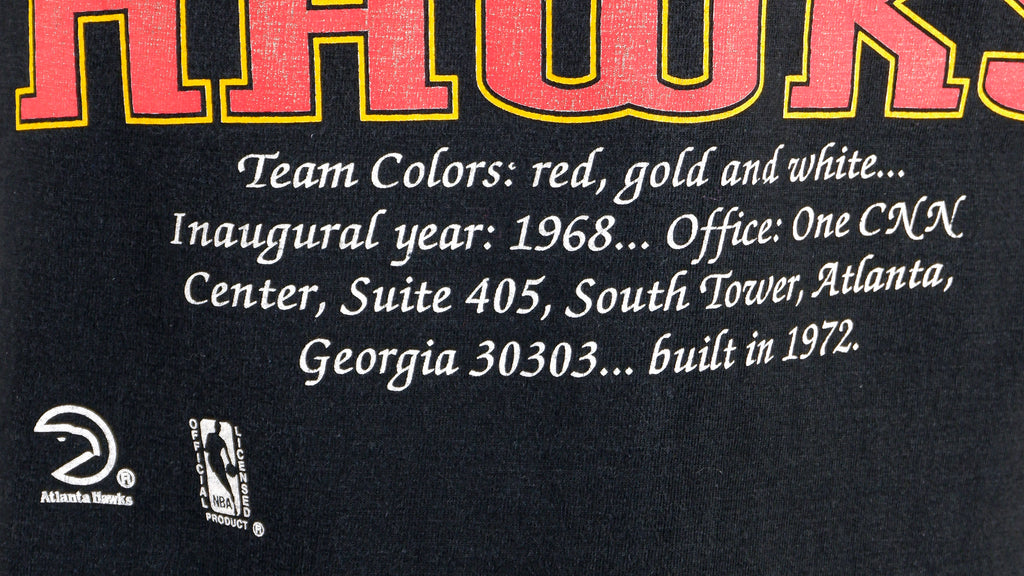 HAWKS
Team Colors: red, gold and white...
Inaugural year: 1968... Office: One CNN
Center, Suite 405, South Tower, Atlanta,
Georgia 30303... built in 1972.
®
Atlanta Hawks
OFFICIAL
LICENSED
NBA
PRODUCT ®